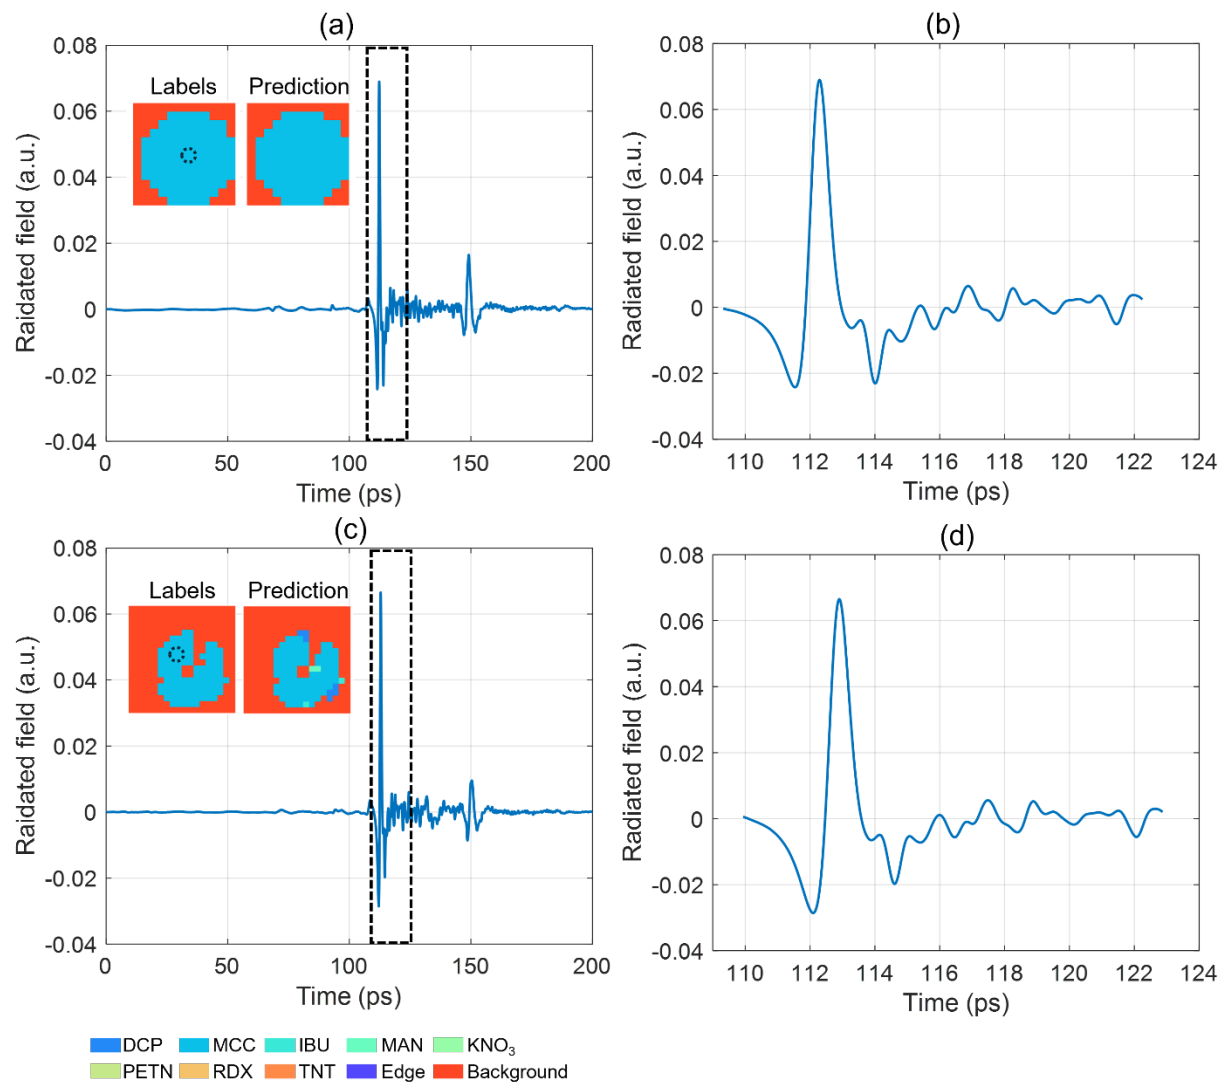 (a)
0.08
0.06
0.04
0.02
0
-0.02
-0.04
Raidated field (a.u.)
Labels Prediction
0 50 100 150 200
Time (ps)
(b)
0.08
0.06
0.04
0.02
0
-0.02
-0.04
Radiated field (a.u.)
110 112 114 116 118 120 122 124
Time (ps)
(c)
0.08
0.06
0.04
0.02
0
-0.02
-0.04
Raidated field (a.u.)
Labels Prediction
0 50 100 150 200
Time (ps)
(d)
0.08
0.06
0.04
0.02
0
-0.02
-0.04
Radiated field (a.u.)
110 112 114 116 118 120 122 124
Time (ps)
DCP MCC IBU MAN KNO₃
PETN RDX TNT Edge Background